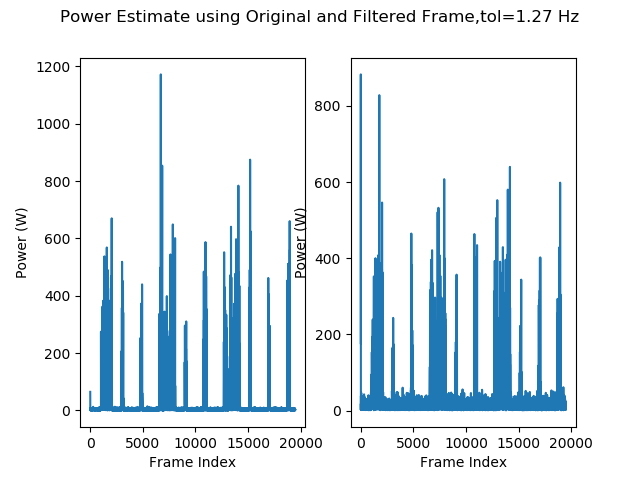 Power Estimate using Original and Filtered Frame,tol=1.27 Hz
Power (W)
1200
1000
800
600
400
200
0
0 5000 10000 15000 20000
Frame Index
Power (W)
800
600
400
200
0
0 5000 10000 15000 20000
Frame Index